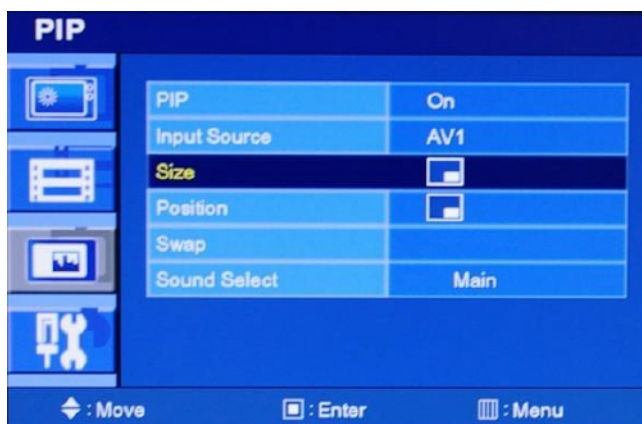 PIP
PIP On
Input Source AV1
Size
Position
Swap
Sound Select Main
: Move : Enter : Menu